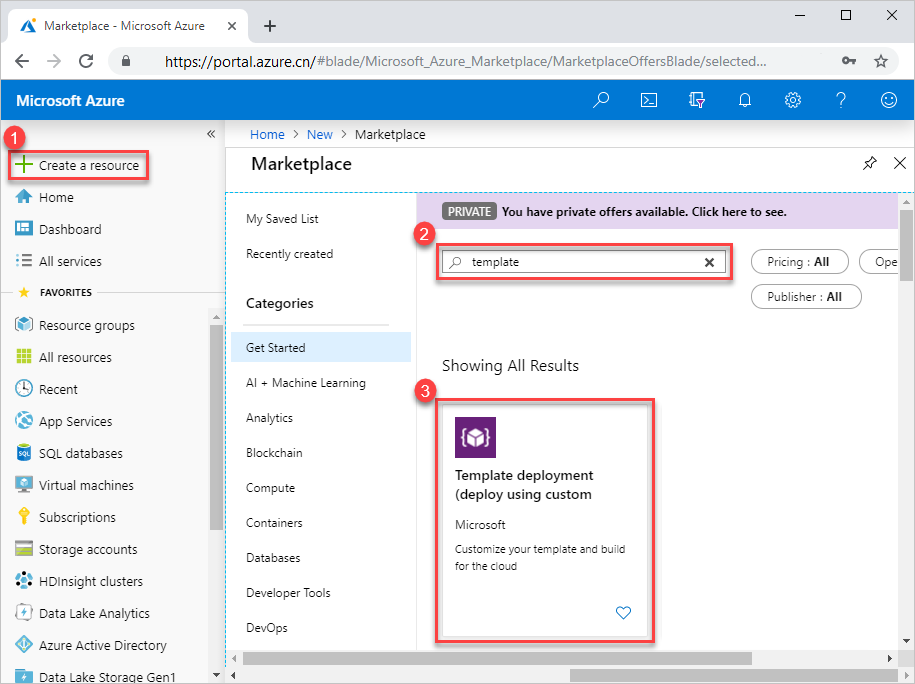 Marketplace - Microsoft Azure
https://portal.azure.cn/#blade/Microsoft_Azure_Marketplace/MarketplaceOffersBlade/selected...
Microsoft Azure
1
Create a resource
Home
Dashboard
All services
FAVORITES
Resource groups
All resources
Recent
App Services
SQL databases
Virtual machines
Subscriptions
Storage accounts
HDInsight clusters
Data Lake Analytics
Azure Active Directory
Data Lake Storage Gen1
Home > New > Marketplace
Marketplace
My Saved List
Recently created
Categories
Get Started
AI + Machine Learning
Analytics
Blockchain
Compute
Containers
Databases
Developer Tools
DevOps
PRIVATE You have private offers available. Click here to see.
2
template
Pricing : All
Ope
Publisher : All
Showing All Results
3
Template deployment
(deploy using custom
Microsoft
Customize your template and build
for the cloud